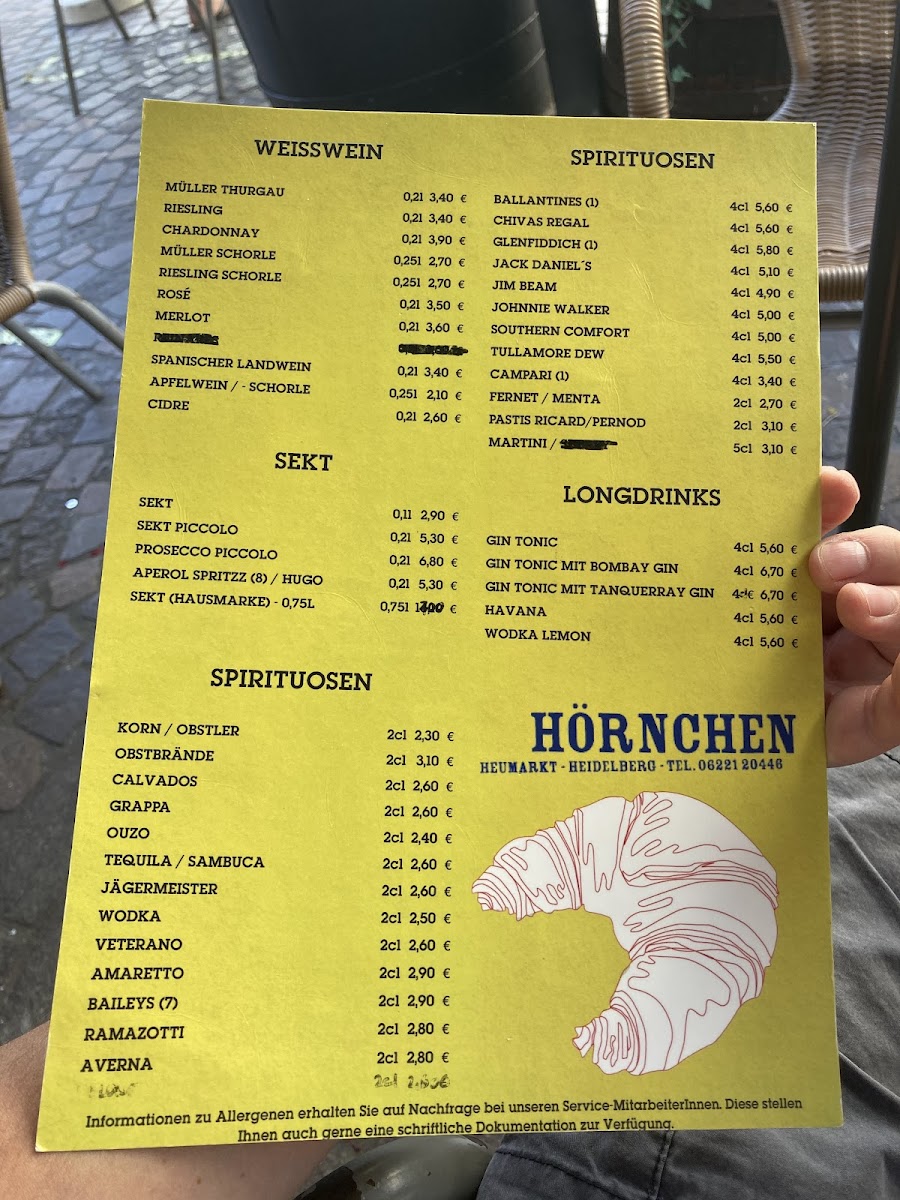 WEISSWEIN
MÜLLER THURGAU 0,2l 3,40 €
RIESLING 0,2l 3,40 €
CHARDONNAY 0,2l 3,90 €
MÜLLER SCHORLE 0,25l 2,70 €
RIESLING SCHORLE 0,25l 2,70 €
ROSÉ 0,2l 3,50 €
MERLOT 0,2l 3,60 €
SPANISCHER LANDWEIN 0,2l 3,40 €
APFELWEIN / - SCHORLE 0,25l 2,10 €
CIDRE 0,2l 2,60 €
SEKT
SEKT 0,1l 2,90 €
SEKT PICCOLO 0,2l 5,30 €
PROSECCO PICCOLO 0,2l 6,80 €
APEROL SPRITZZ (8) / HUGO 0,2l 5,30 €
SEKT (HAUSMARKE) - 0,75L 0,75l €
SPIRITUOSEN
KORN / OBSTLER 2cl 2,30 €
OBSTBRÄNDE 2cl 3,10 €
CALVADOS 2cl 2,60 €
GRAPPA 2cl 2,60 €
OUZO 2cl 2,40 €
TEQUILA / SAMBUCA 2cl 2,60 €
JÄGERMEISTER 2cl 2,60 €
WODKA 2cl 2,50 €
VETERANO 2cl 2,60 €
AMARETTO 2cl 2,90 €
BAILEYS (7) 2cl 2,90 €
RAMAZOTTI 2cl 2,80 €
AVERNA 2cl 2,80 €
SPIRITUOSEN
BALLANTINES (1) 4cl 5,60 €
CHIVAS REGAL 4cl 5,60 €
GLENFIDDICH (1) 4cl 5,80 €
JACK DANIEL´S 4cl 5,10 €
JIM BEAM 4cl 4,90 €
JOHNNIE WALKER 4cl 5,00 €
SOUTHERN COMFORT 4cl 5,00 €
TULLAMORE DEW 4cl 5,50 €
CAMPARI (1) 4cl 3,40 €
FERNET / MENTA 2cl 2,70 €
PASTIS RICARD/PERNOD 2cl 3,10 €
MARTINI / 5cl 3,10 €
LONGDRINKS
GIN TONIC 4cl 5,60 €
GIN TONIC MIT BOMBAY GIN 4cl 6,70 €
GIN TONIC MIT TANQUERRAY GIN 6,70 €
HAVANA 4cl 5,60 €
WODKA LEMON 4cl 5,60 €
HÖRNCHEN
HEUMARKT - HEIDELBERG - TEL. 06221 20446
Informationen zu Allergenen erhalten Sie auf Nachfrage bei unseren Service-MitarbeiterInnen. Diese stellen
Ihnen auch gerne eine schriftliche Dokumentation zur Verfügung.